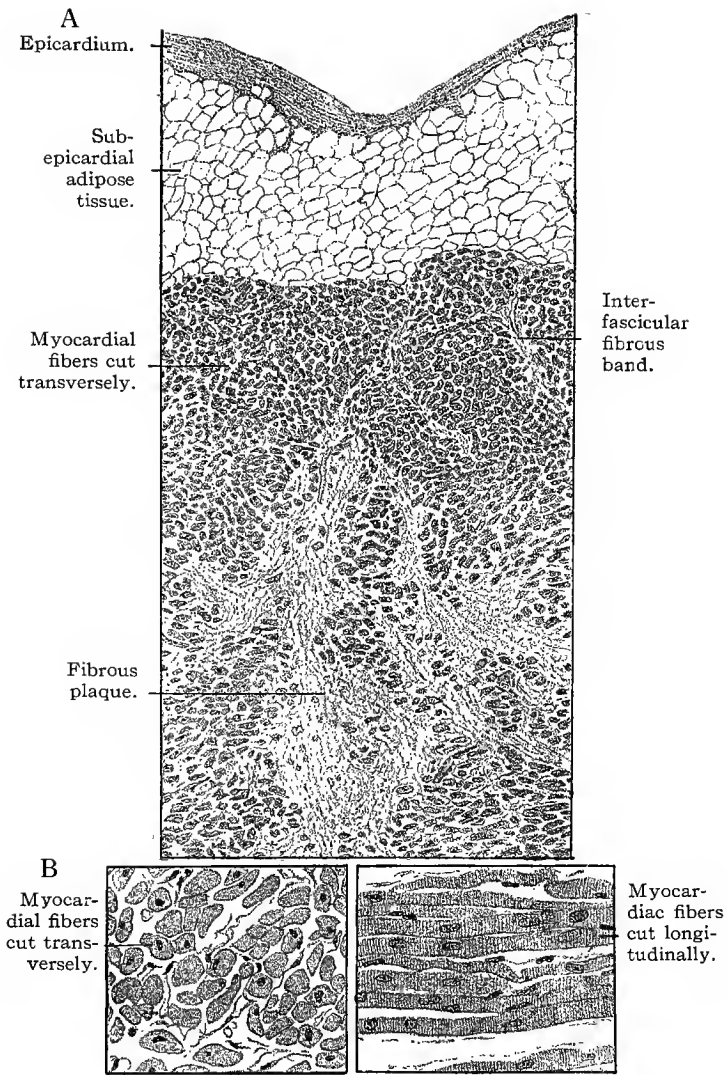 A
Epicardium.
Sub-
epicardial
adipose
tissue.
Myocardial
fibers cut
transversely.
Inter-
fascicular
fibrous
band.
Fibrous
plaque.
B
Myocar-
dial fibers
cut trans-
versely.
Myocar-
diac fibers
cut longi-
tudinally.